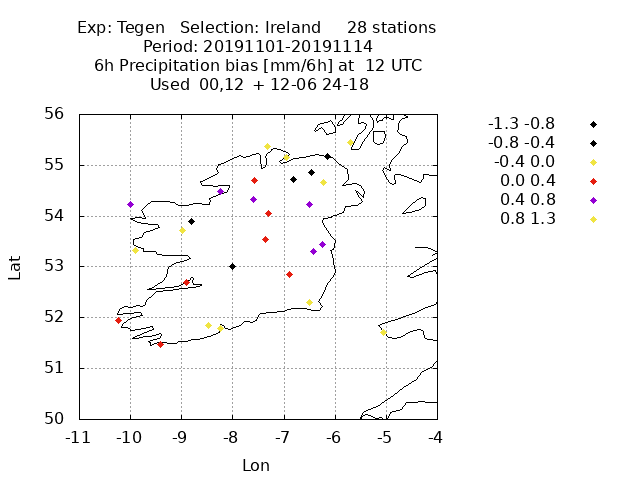 Exp: Tegen   Selection: Ireland     28 stations
Period: 20191101-20191114
6h Precipitation bias [mm/6h] at  12 UTC
Used  00,12  + 12-06 24-18
-1.3 -0.8
-0.8 -0.4
-0.4 0.0
0.0 0.4
0.4 0.8
0.8 1.3
56
55
54
53
52
51
50
Lat
-11 -10 -9 -8 -7 -6 -5 -4
Lon